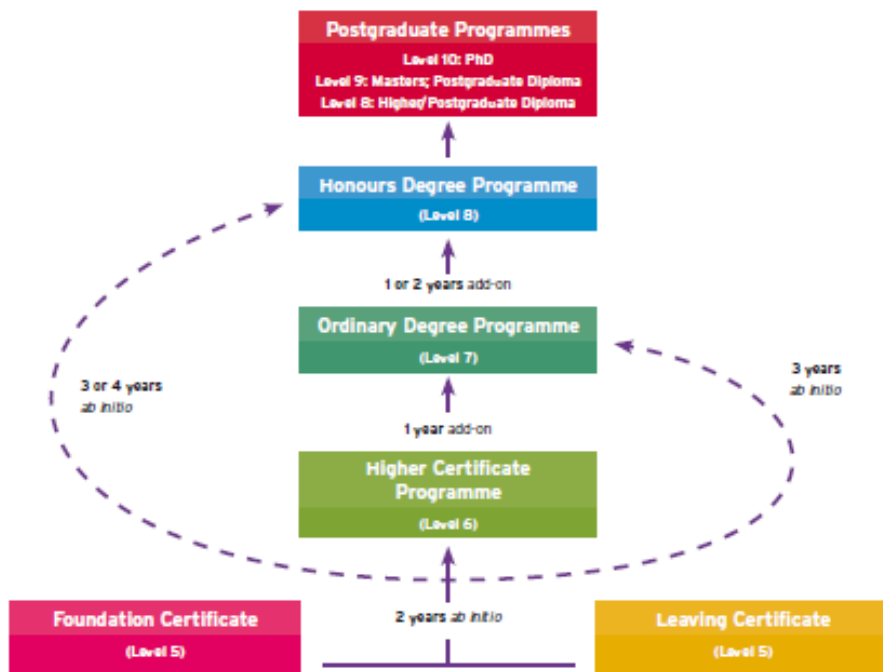 Postgraduate Programmes
Level 10: PhD
Level 9: Masters; Postgraduate Diploma
Level 8: Higher/Postgraduate Diploma
Honours Degree Programme
(Level 8)
1 or 2 years add-on
Ordinary Degree Programme
(Level 7)
3 or 4 years
ab initio
3 years
ab initio
1 year add-on
Higher Certificate
Programme
(Level 6)
Foundation Certificate
(Level 5)
2 years ab initio
Leaving Certificate
(Level 5)